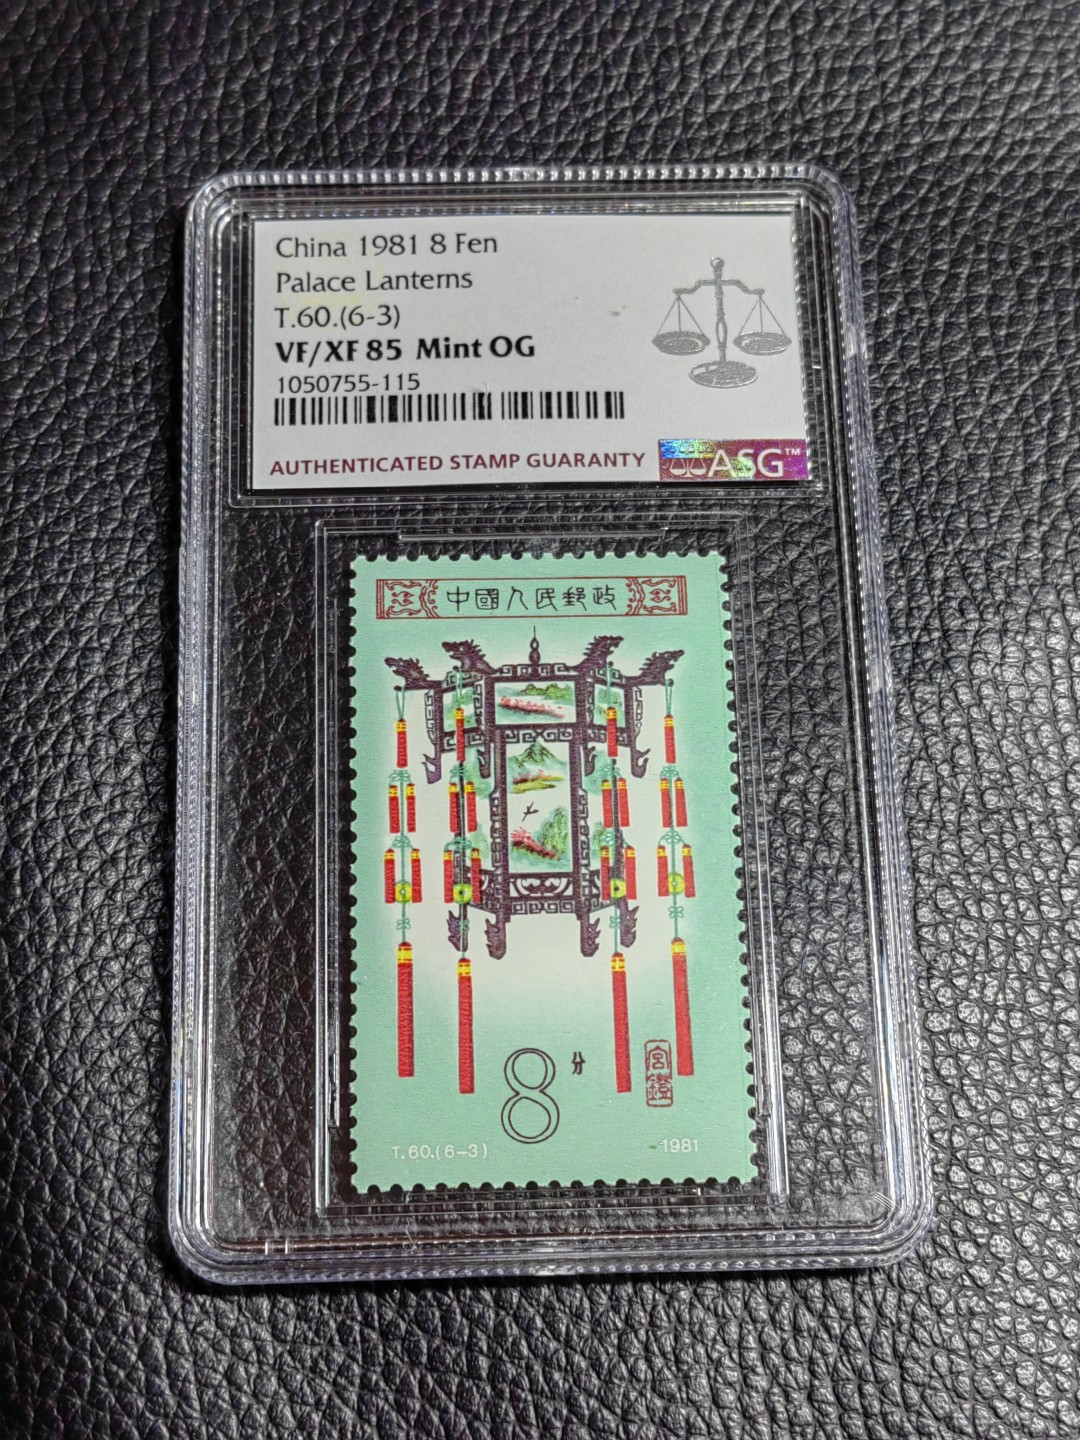 China 1981 8 Fen
Palace Lanterns
T.60.(6-3)
VF/XF 85 Mint OG
1050755-115
AUTHENTICATED STAMP GUARANTY
ASG™
中國人民郵政
8 分
宮燈
T.60.(6-3) 1981